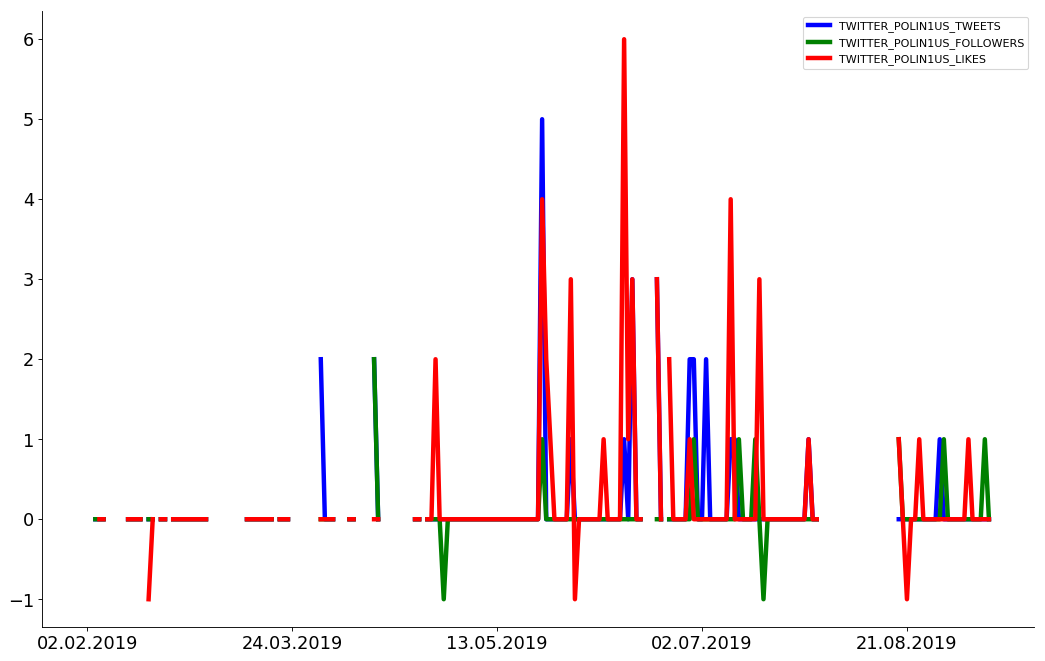 TWITTER_POLIN1US_TWEETS
TWITTER_POLIN1US_FOLLOWERS
TWITTER_POLIN1US_LIKES
6
5
4
3
2
1
0
−1
02.02.2019 24.03.2019 13.05.2019 02.07.2019 21.08.2019